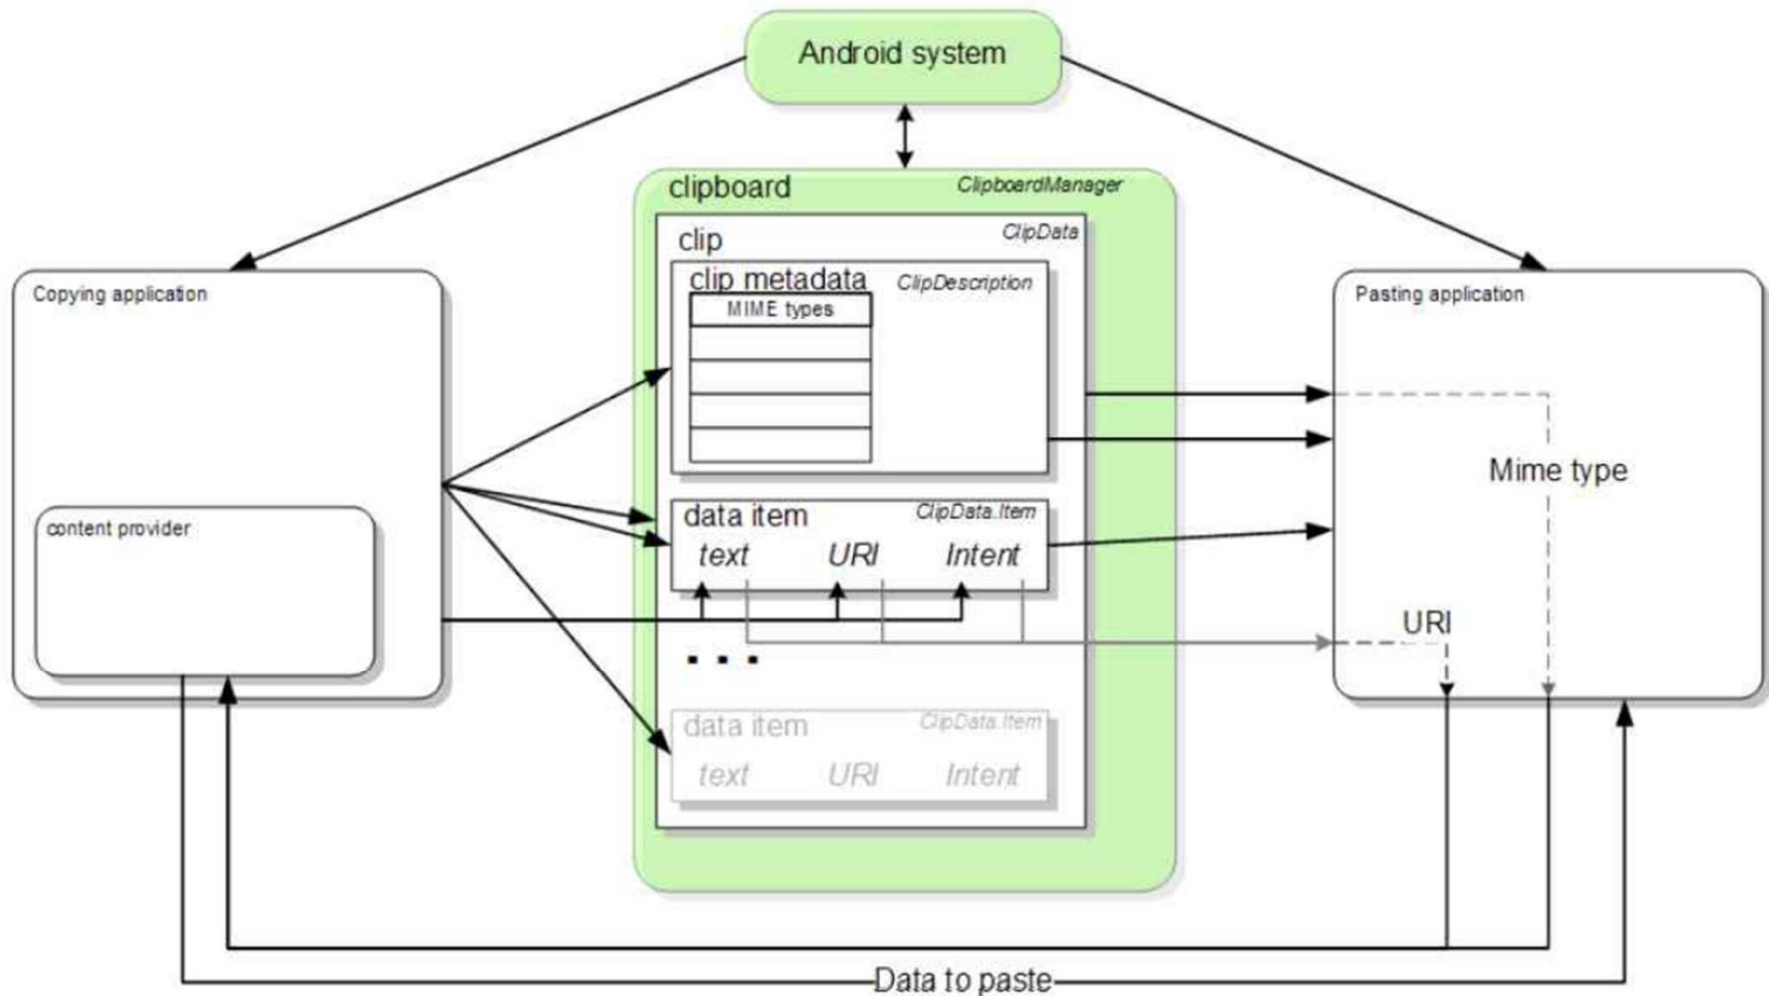 Android system
clipboard ClipboardManager
clip ClipData
clip metadata ClipDescription
MIME types
Copying application
content provider
data item ClipData.Item
text URI Intent
. . .
data item ClipData.Item
text URI Intent
Pasting application
Mime type
URI
Data to paste